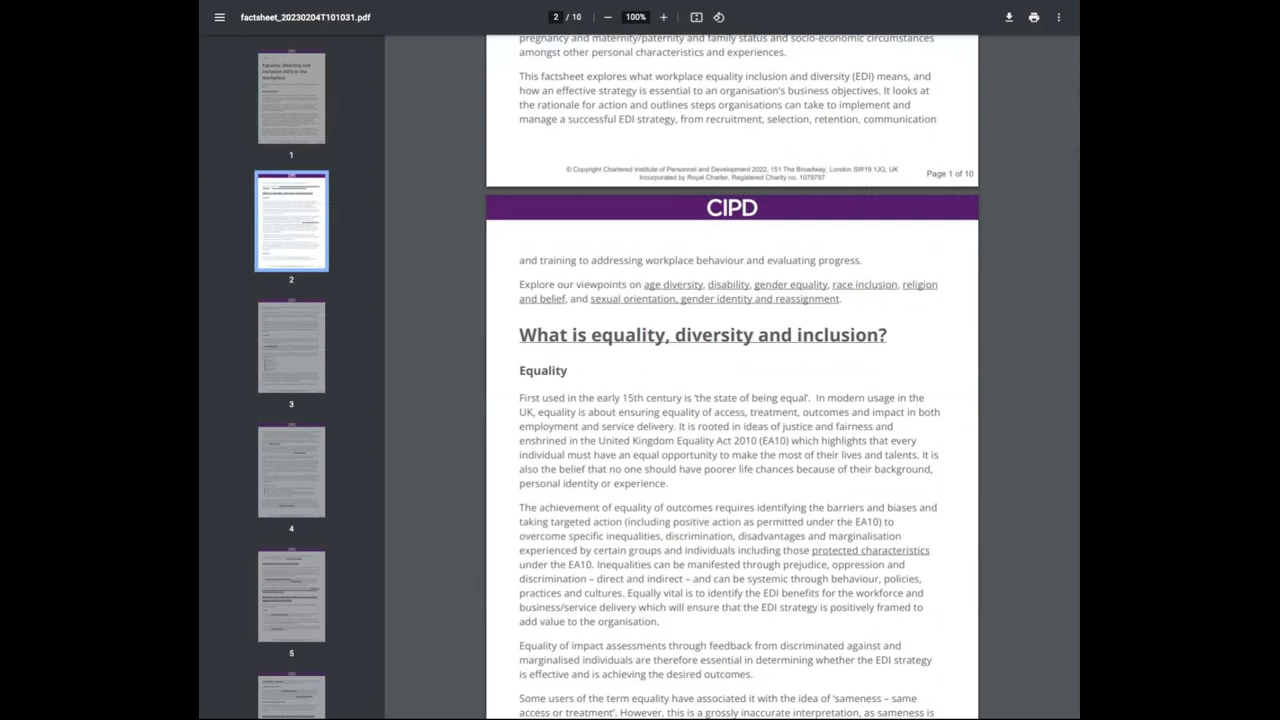 factsheet_20230204T101031.pdf
2 / 10
100%
pregnancy and maternity/paternity and family status and socio-economic circumstances
amongst other personal characteristics and experiences.
This factsheet explores what workplace equality inclusion and diversity (EDI) means, and
how an effective strategy is essential to an organisation's business objectives. It looks at
the rationale for action and outlines steps organisations can take to implement and
manage a successful EDI strategy, from recruitment, selection, retention, communication
© Copyright Chartered Institute of Personnel and Development 2022, 151 The Broadway, London SW19 1JQ, UK
Incorporated by Royal Charter, Registered Charity no. 1079797
Page 1 of 10
CIPD
and training to addressing workplace behaviour and evaluating progress.
Explore our viewpoints on age diversity, disability, gender equality, race inclusion, religion
and belief, and sexual orientation, gender identity and reassignment.
What is equality, diversity and inclusion?
Equality
First used in the early 15th century is ‘the state of being equal’.  In modern usage in the
UK, equality is about ensuring equality of access, treatment, outcomes and impact in both
employment and service delivery. It is rooted in ideas of justice and fairness and
enshrined in the United Kingdom Equality Act 2010 (EA10) which highlights that every
individual must have an equal opportunity to make the most of their lives and talents. It is
also the belief that no one should have poorer life chances because of their background,
personal identity or experience.
The achievement of equality of outcomes requires identifying the barriers and biases and
taking targeted action (including positive action as permitted under the EA10) to
overcome specific inequalities, discrimination, disadvantages and marginalisation
experienced by certain groups and individuals including those protected characteristics
under the EA10. Inequalities can be manifested through prejudice, oppression and
discrimination – direct and indirect – and can be systemic through behaviour, policies,
practices and cultures. Equally vital is to identify the EDI benefits for the workforce and
business/service delivery which will ensure that the EDI strategy is positively framed to
add value to the organisation.
Equality of impact assessments through feedback from discriminated against and
marginalised individuals are therefore essential in determining whether the EDI strategy
is effective and is achieving the desired outcomes.
Some users of the term equality have associated it with the idea of ‘sameness – same
access or treatment’. However, this is a grossly inaccurate interpretation, as sameness is
Equality, diversity and
inclusion (EDI) in the
workplace
1
2
3
4
5